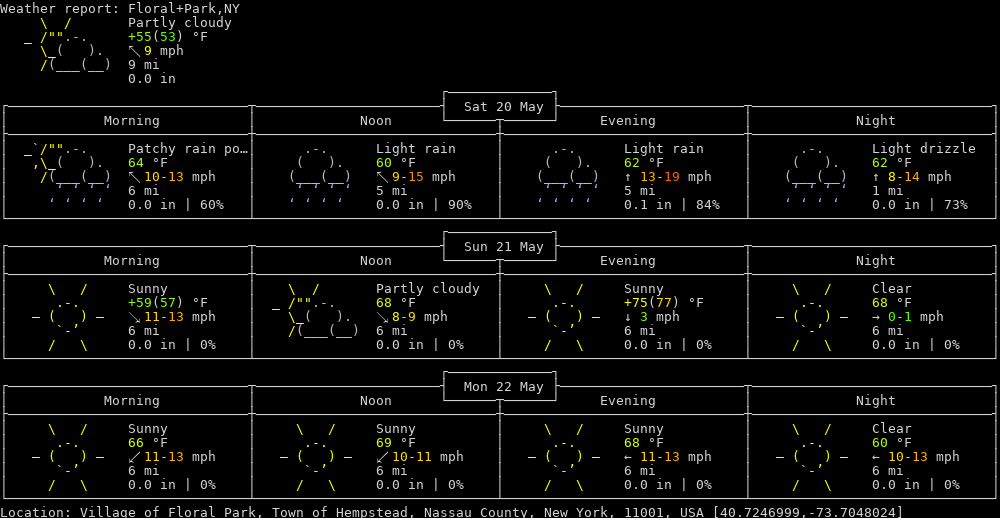 Weather report: Floral+Park,NY
Partly cloudy
+55(53) °F
↖ 9 mph
9 mi
0.0 in
Sat 20 May
Morning Noon Evening Night
Patchy rain po… Light rain Light rain Light drizzle
64 °F 60 °F 62 °F 62 °F
↖ 10-13 mph ↖ 9-15 mph ↑ 13-19 mph ↑ 8-14 mph
6 mi 5 mi 5 mi 1 mi
0.0 in | 60% 0.0 in | 90% 0.1 in | 84% 0.0 in | 73%
Sun 21 May
Morning Noon Evening Night
Sunny Partly cloudy Sunny Clear
+59(57) °F 68 °F +75(77) °F 68 °F
↘ 11-13 mph ↘ 8-9 mph ↓ 3 mph → 0-1 mph
6 mi 6 mi 6 mi 6 mi
0.0 in | 0% 0.0 in | 0% 0.0 in | 0% 0.0 in | 0%
Mon 22 May
Morning Noon Evening Night
Sunny Sunny Sunny Clear
66 °F 69 °F 68 °F 60 °F
↙ 11-13 mph ↙ 10-11 mph ← 11-13 mph ← 10-13 mph
6 mi 6 mi 6 mi 6 mi
0.0 in | 0% 0.0 in | 0% 0.0 in | 0% 0.0 in | 0%
Location: Village of Floral Park, Town of Hempstead, Nassau County, New York, 11001, USA [40.7246999,-73.7048024]